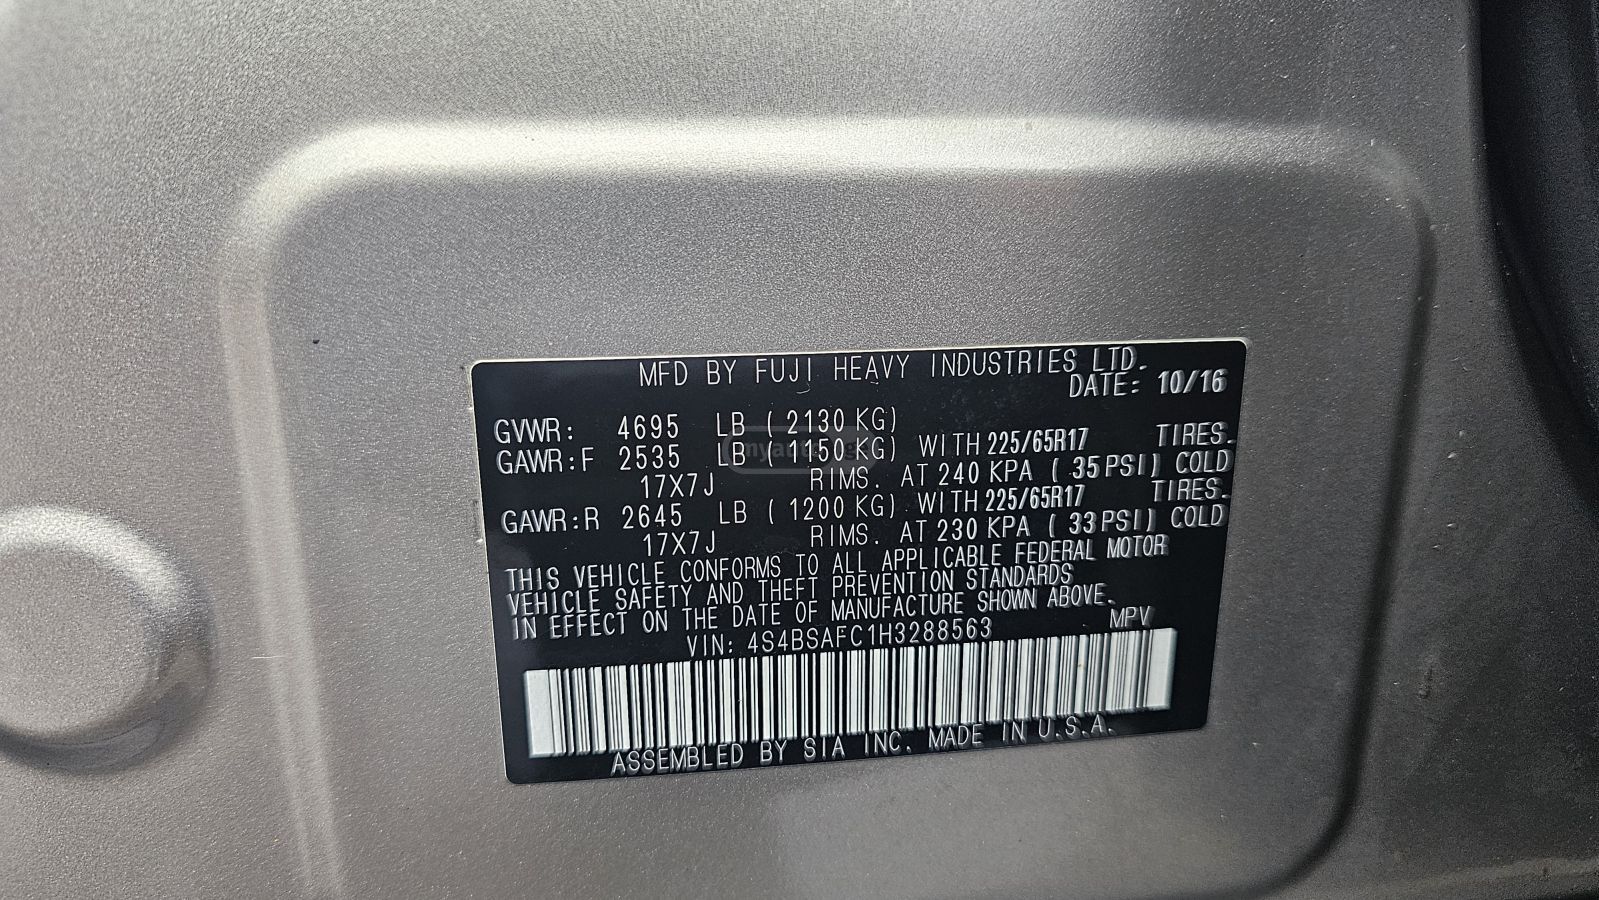 MFD BY FUJI HEAVY INDUSTRIES LTD.
DATE: 10/16
GVWR: 4695 LB ( 2130 KG)
GAWR:F 2535 LB ( 1150 KG) WITH 225/65R17 TIRES.
17X7J RIMS. AT 240 KPA ( 35 PSI) COLD
GAWR:R 2645 LB ( 1200 KG) WITH 225/65R17 TIRES.
17X7J RIMS. AT 230 KPA ( 33 PSI) COLD
THIS VEHICLE CONFORMS TO ALL APPLICABLE FEDERAL MOTOR
VEHICLE SAFETY AND THEFT PREVENTION STANDARDS
IN EFFECT ON THE DATE OF MANUFACTURE SHOWN ABOVE.
VIN: 4S4BSAFC1H3288563 MPV
ASSEMBLED BY SIA INC. MADE IN U.S.A.